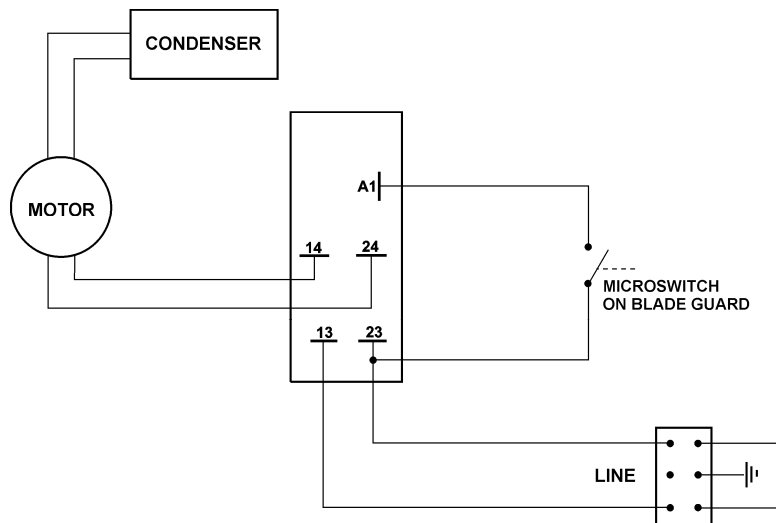 CONDENSER
A1
MOTOR
14
24
MICROSWITCH
ON BLADE GUARD
13
23
LINE